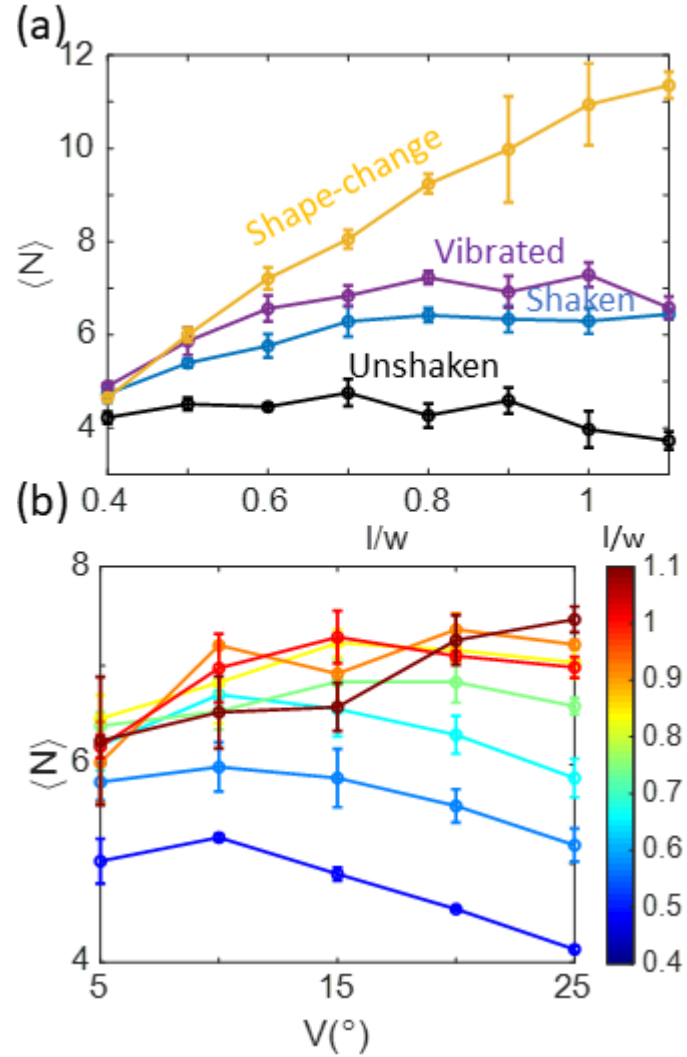 (a)
12
10
8
6
4
⟨N⟩
Shape-change
Vibrated
Shaken
Unshaken
0.4 0.6 0.8 1
l/w
(b)
l/w
8
6
4
⟨N⟩
5 15 25
V(°)
1.1
1
0.9
0.8
0.7
0.6
0.5
0.4